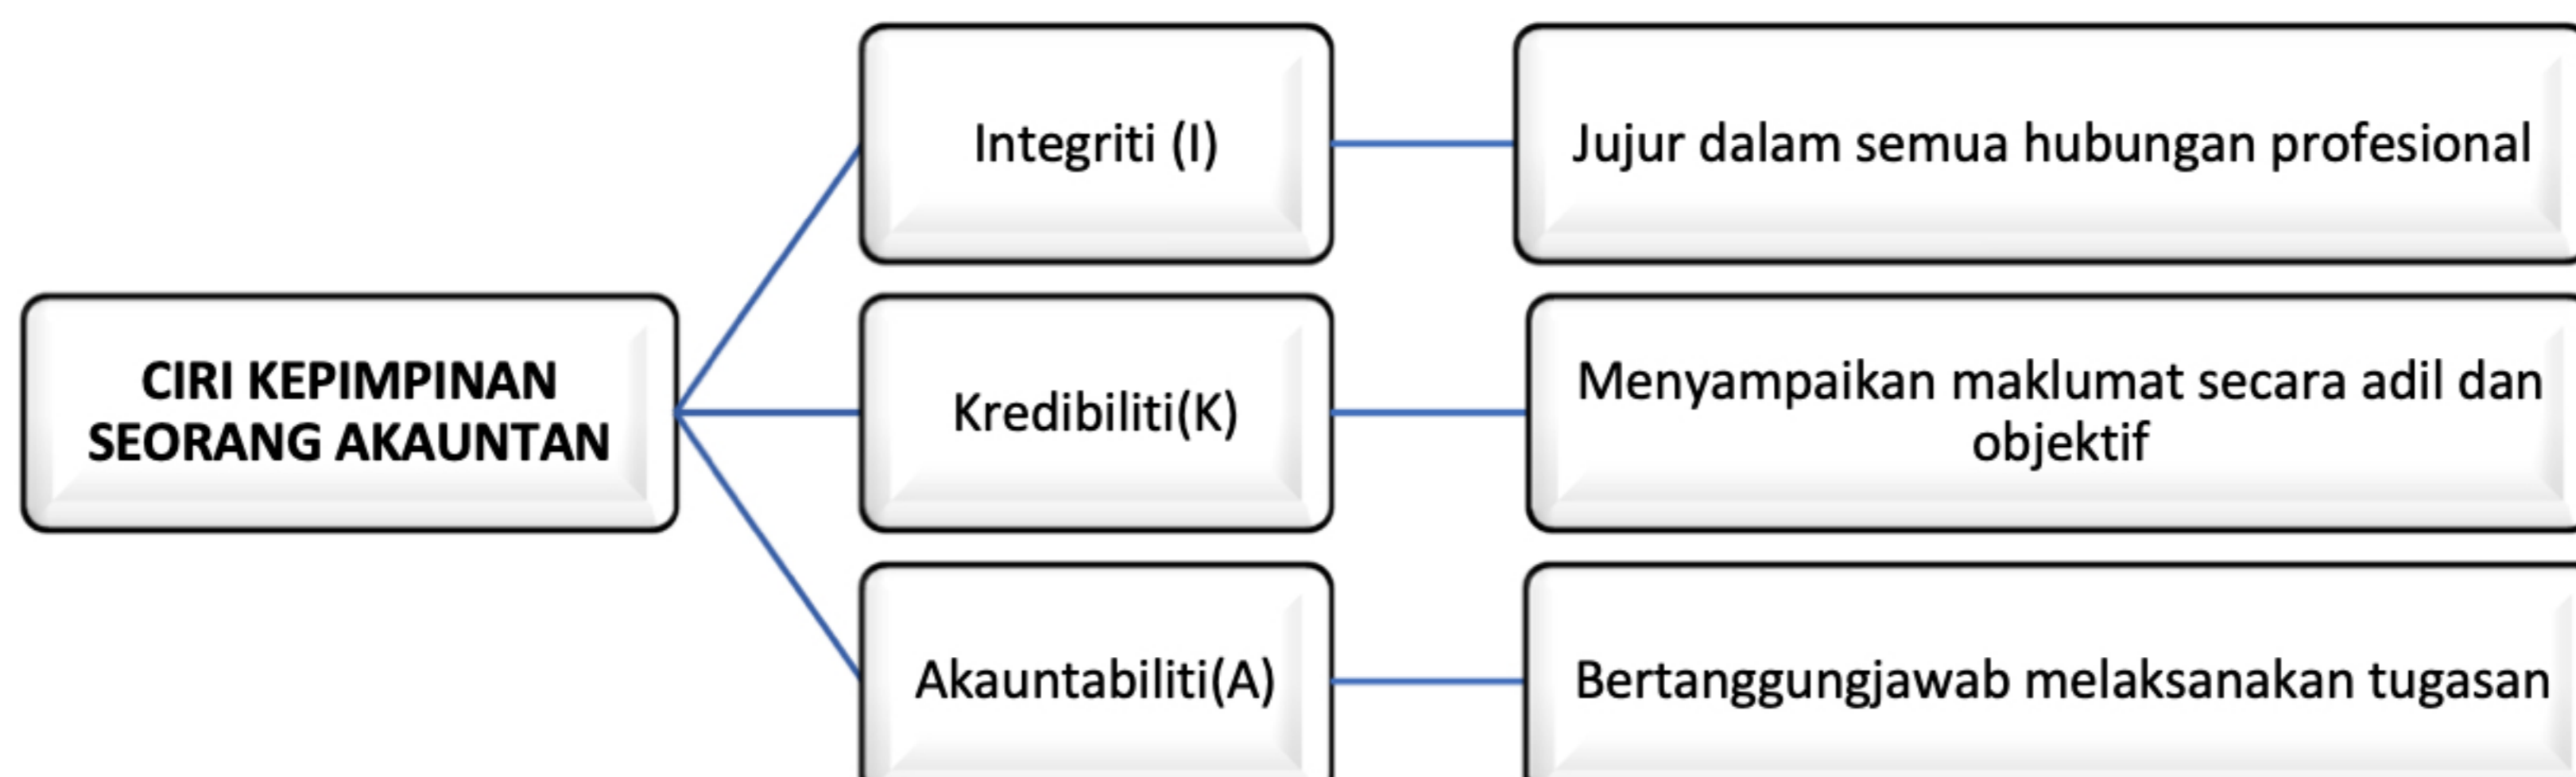 Integriti (I)
Jujur dalam semua hubungan profesional
CIRI KEPIMPINAN
SEORANG AKAUNTAN
Kredibiliti(K)
Menyampaikan maklumat secara adil dan
objektif
Akauntabiliti(A)
Bertanggungjawab melaksanakan tugasan